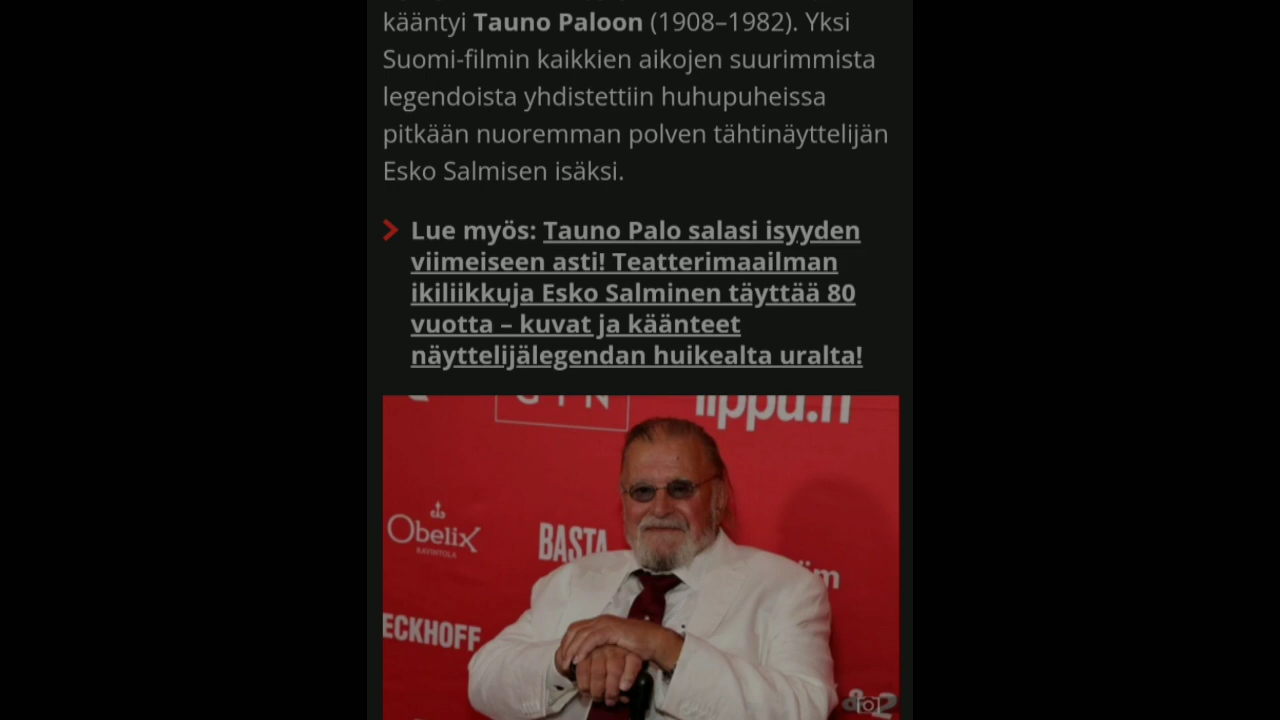 kääntyi Tauno Paloon (1908–1982). Yksi
Suomi-filmin kaikkien aikojen suurimmista
legendoista yhdistettiin huhupuheissa
pitkään nuoremman polven tähtinäyttelijän
Esko Salmisen isäksi.
Lue myös: Tauno Palo salasi isyyden
viimeiseen asti! Teatterimaailman
ikiliikkuja Esko Salminen täyttää 80
vuotta – kuvat ja käänteet
näyttelijälegendan huikealta uralta!
lippu.fi
Obelix
RAVINTOLA
BASTA
ECKHOFF